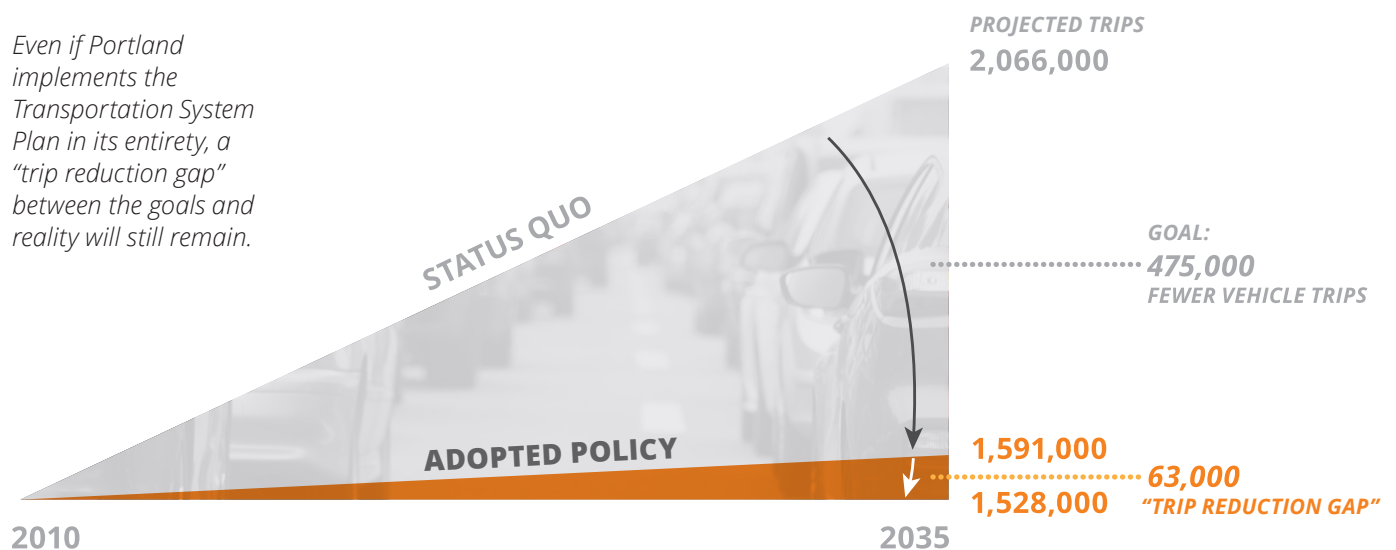 Even if Portland
implements the
Transportation System
Plan in its entirety, a
“trip reduction gap”
between the goals and
reality will still remain.
PROJECTED TRIPS
2,066,000
STATUS QUO
GOAL:
475,000
FEWER VEHICLE TRIPS
ADOPTED POLICY
1,591,000
63,000
1,528,000
“TRIP REDUCTION GAP”
2010
2035